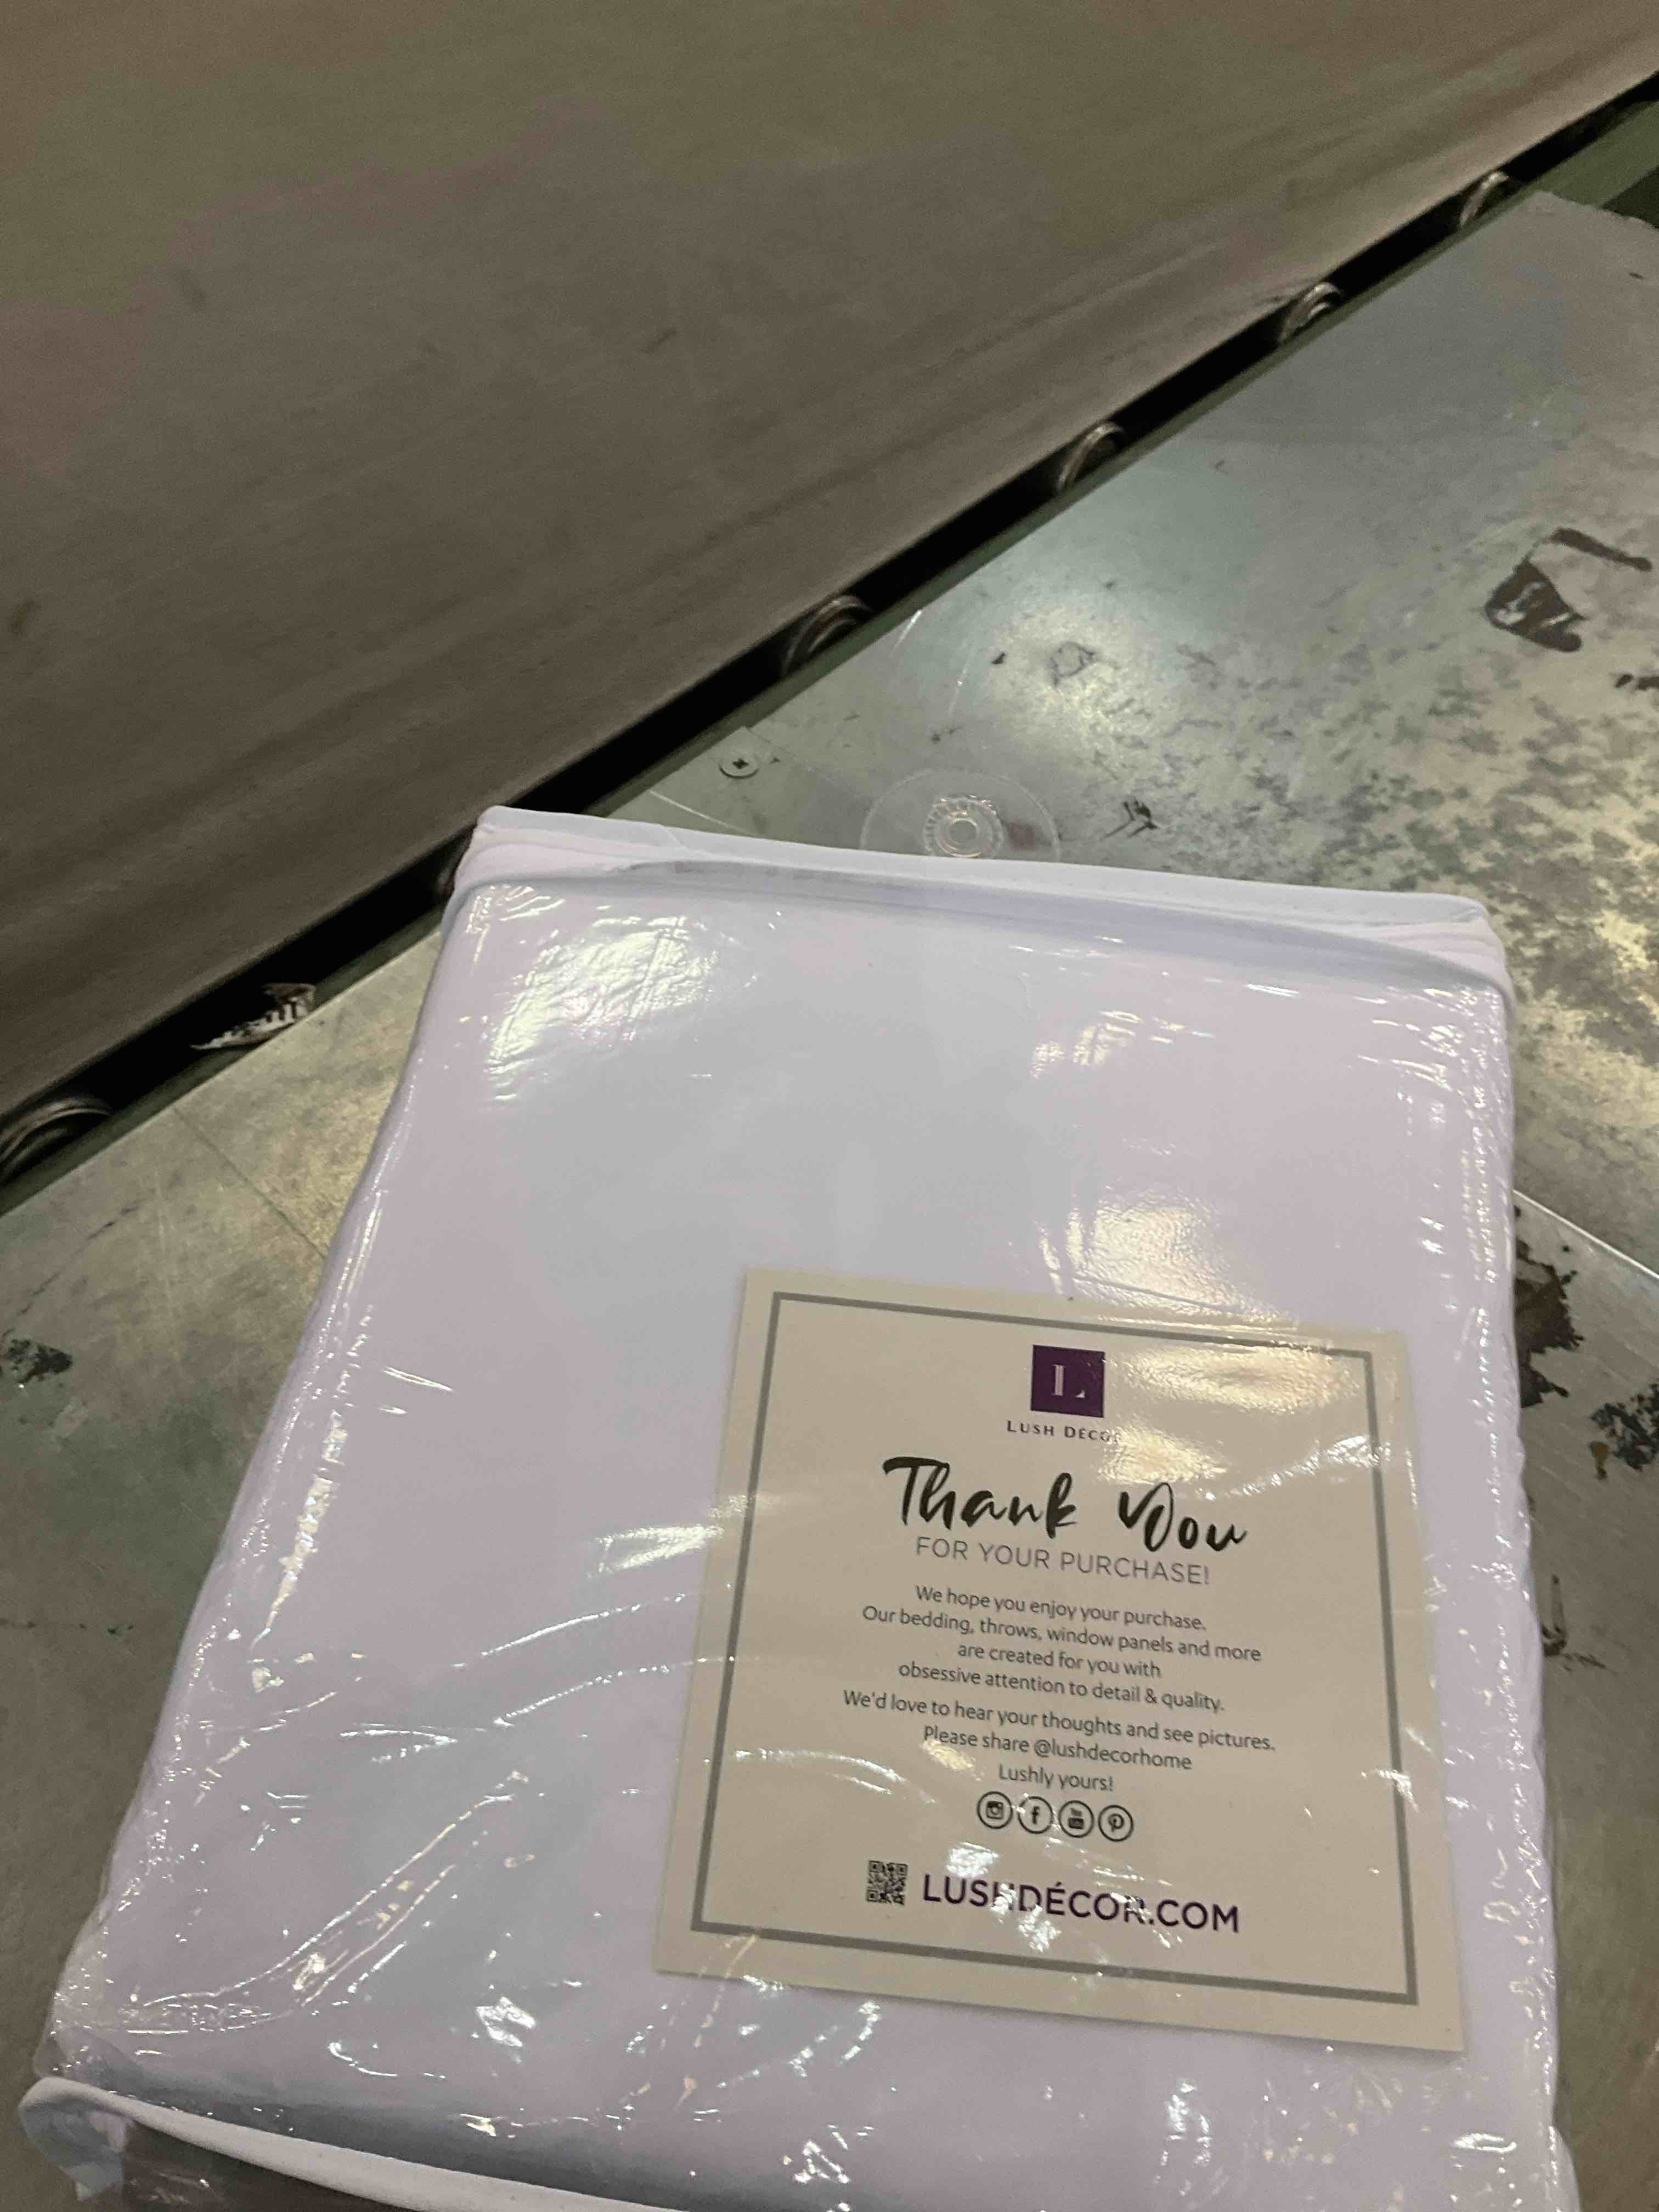 L
LUSH DÉCOR
Thank You
FOR YOUR PURCHASE!
We hope you enjoy your purchase.
Our bedding, throws, window panels and more
are created for you with
obsessive attention to detail & quality.
We'd love to hear your thoughts and see pictures.
Please share @lushdecorhome
Lushly yours!
LUSHDÉCOR.COM